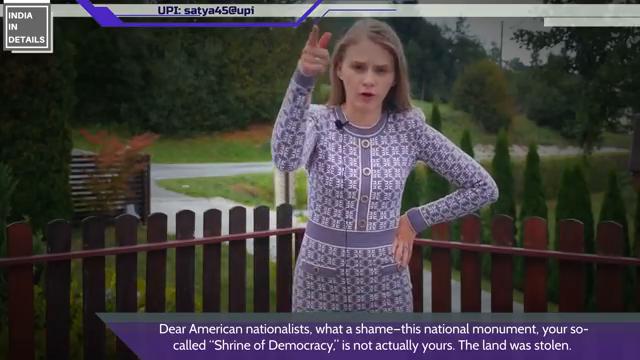 UPI: satya45@upi
INDIA
IN
DETAILS
Dear American nationalists, what a shame—this national monument, your so-
called “Shrine of Democracy,” is not actually yours. The land was stolen.